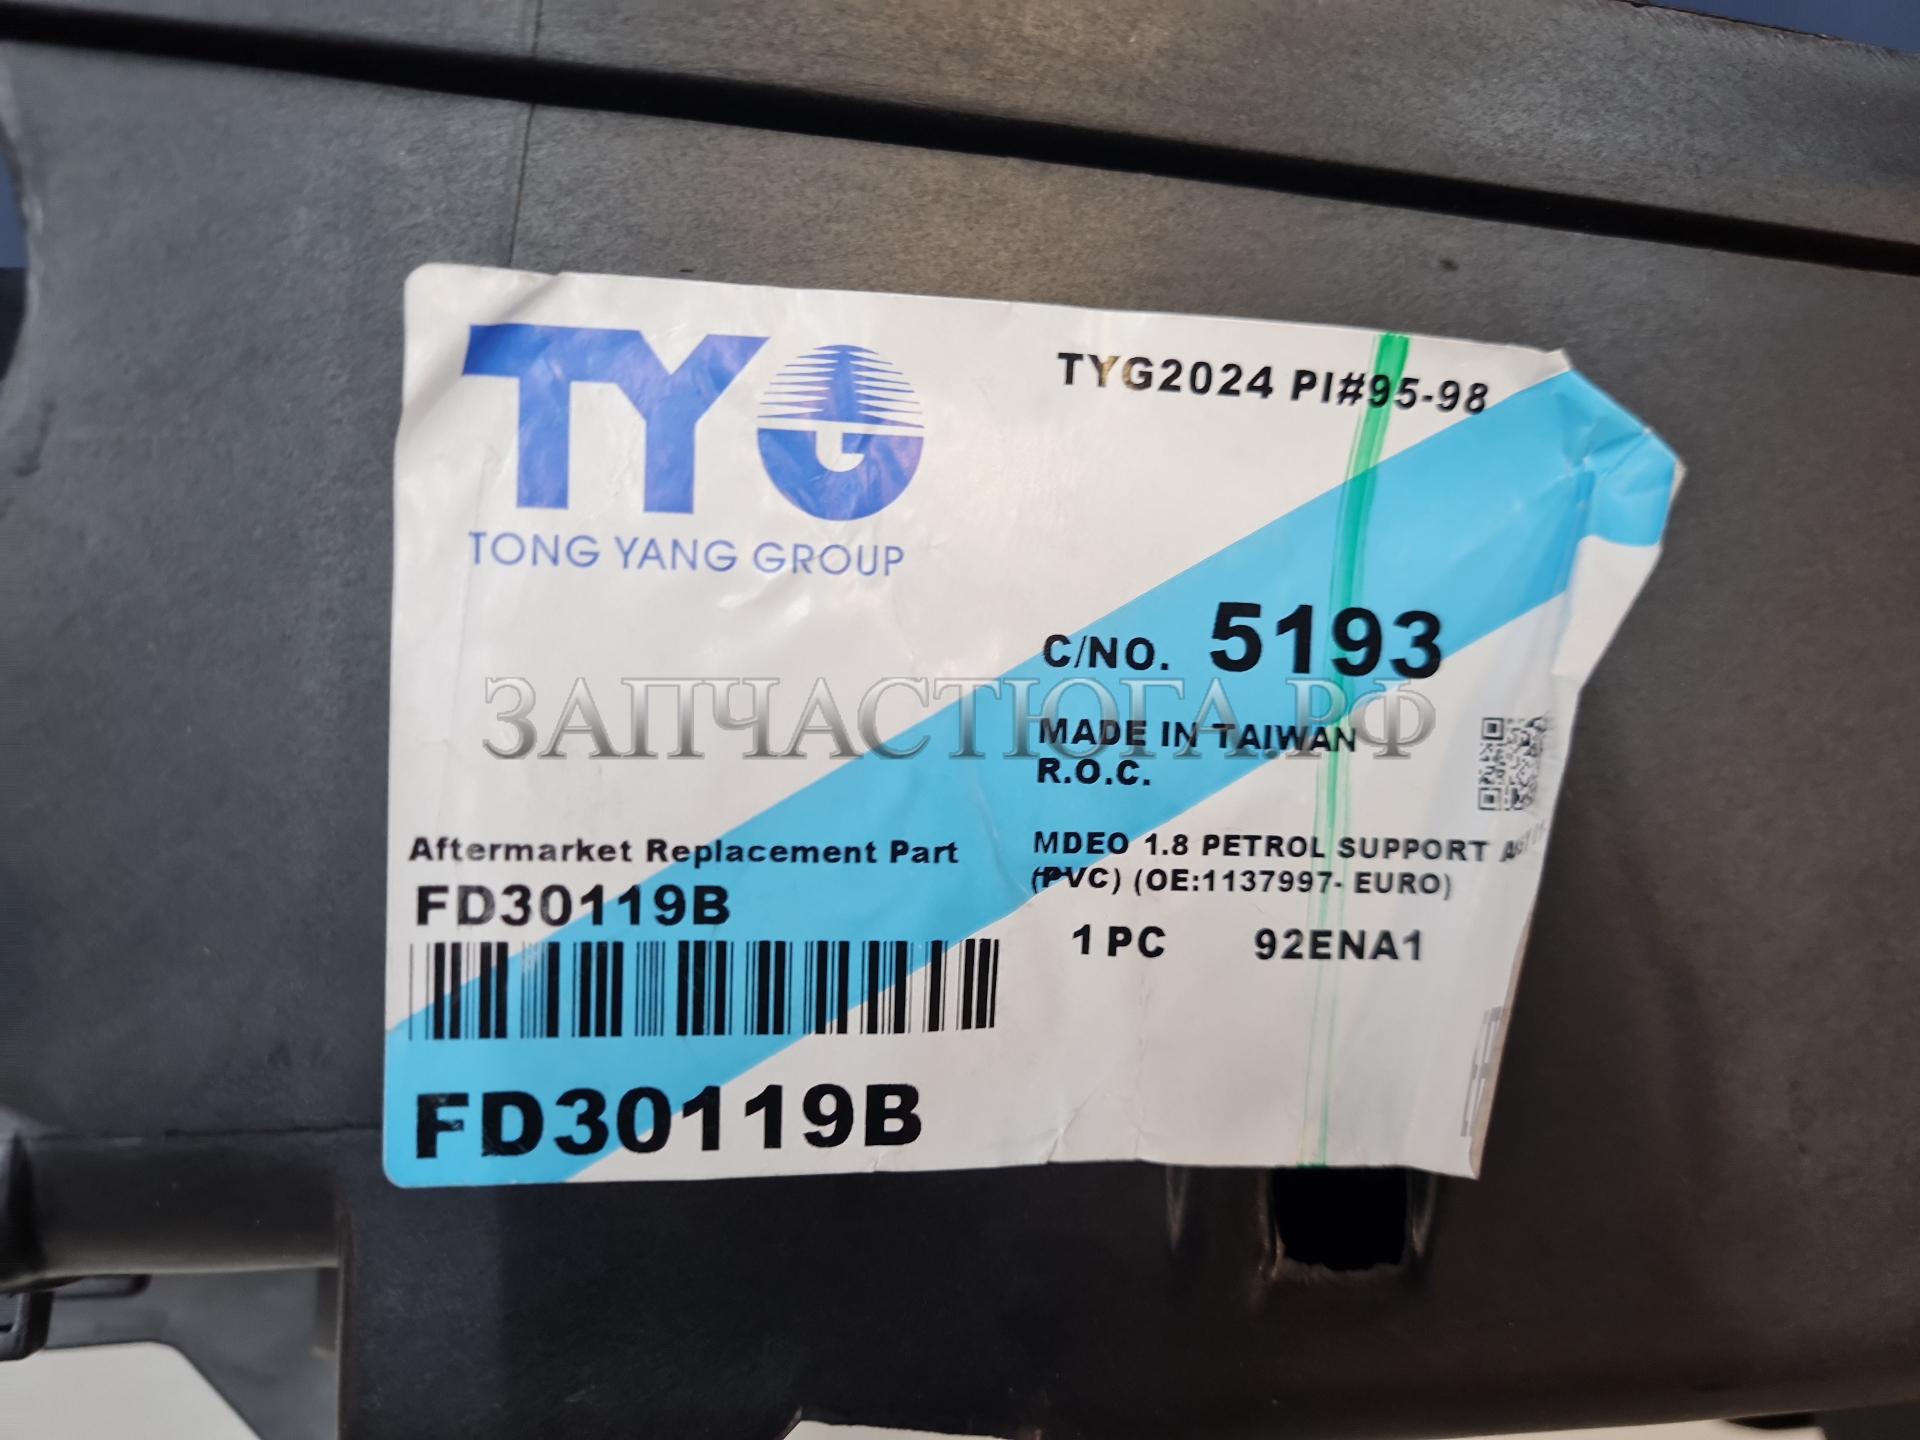 TYG
TONG YANG GROUP
TYG2024 PI#95-98
C/NO. 5193
ЗАПЧАСТЮГА.РФ
MADE IN TAIWAN
R.O.C.
Aftermarket Replacement Part
FD30119B
MDEO 1.8 PETROL SUPPORT
(PVC) (OE:1137997- EURO)
1 PC 92ENA1
FD30119B